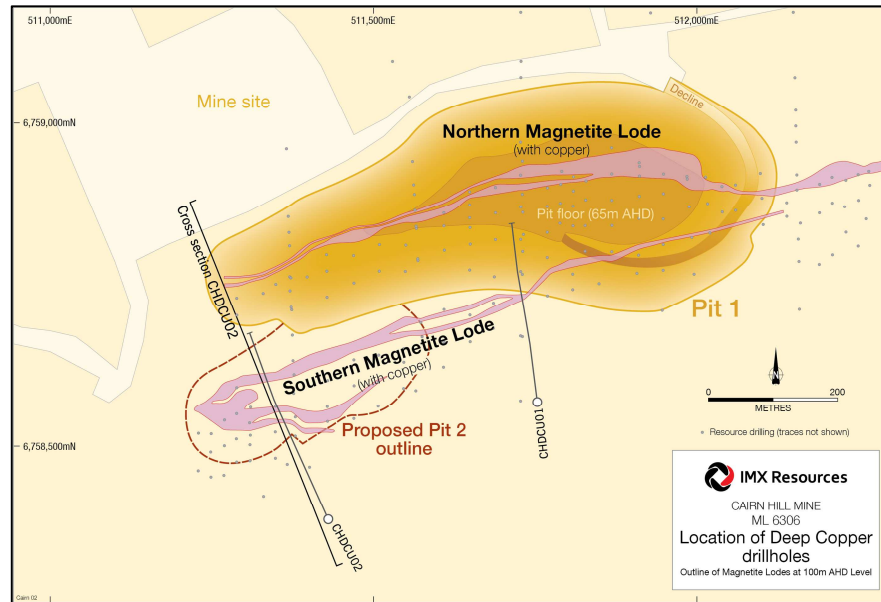 511,000mE
511,500mE
512,000mE
6,759,000mN
6,758,500mN
Mine site
Decline
Northern Magnetite Lode
(with copper)
Pit floor (65m AHD)
Cross section CHDCU02
Pit 1
Southern Magnetite Lode
(with copper)
Proposed Pit 2
outline
CHDCU01
CHDCU02
N
0
200
METRES
Resource drilling (traces not shown)
IMX Resources
CAIRN HILL MINE
ML 6306
Location of Deep Copper
drillholes
Outline of Magnetite Lodes at 100m AHD Level
Cairn 02